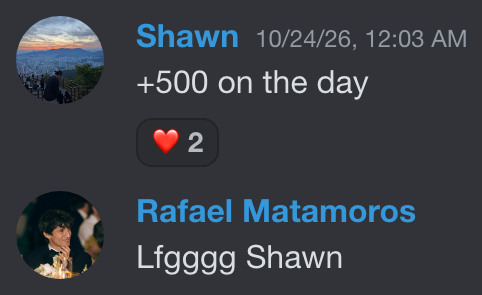 Shawn 10/24/26, 12:03 AM
+500 on the day
❤️ 2
Rafael Matamoros
Lfgggg Shawn